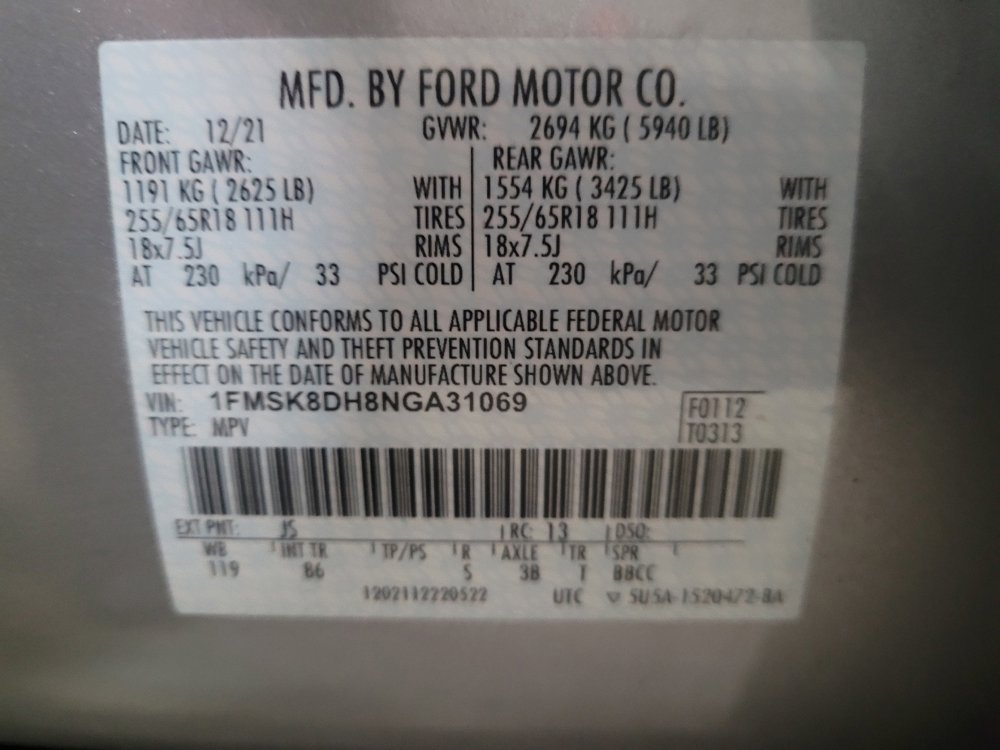 MFD. BY FORD MOTOR CO.
DATE: 12/21 GVWR: 2694 KG ( 5940 LB)
FRONT GAWR: REAR GAWR:
1191 KG ( 2625 LB) WITH 1554 KG ( 3425 LB) WITH
255/65R18 111H TIRES 255/65R18 111H TIRES
18x7.5J RIMS 18x7.5J RIMS
AT 230 kPa/ 33 PSI COLD AT 230 kPa/ 33 PSI COLD
THIS VEHICLE CONFORMS TO ALL APPLICABLE FEDERAL MOTOR
VEHICLE SAFETY AND THEFT PREVENTION STANDARDS IN
EFFECT ON THE DATE OF MANUFACTURE SHOWN ABOVE.
VIN: 1FMSK8DH8NGA31069 F0112
TYPE: MPV T0313
EXT PNT: JS RC: 13 DSO:
WB INT TR TP/PS R AXLE TR SPR
119 86 5 3B T BBCC
1202112220522 UTC ▽ 5U5A-1520472-BA